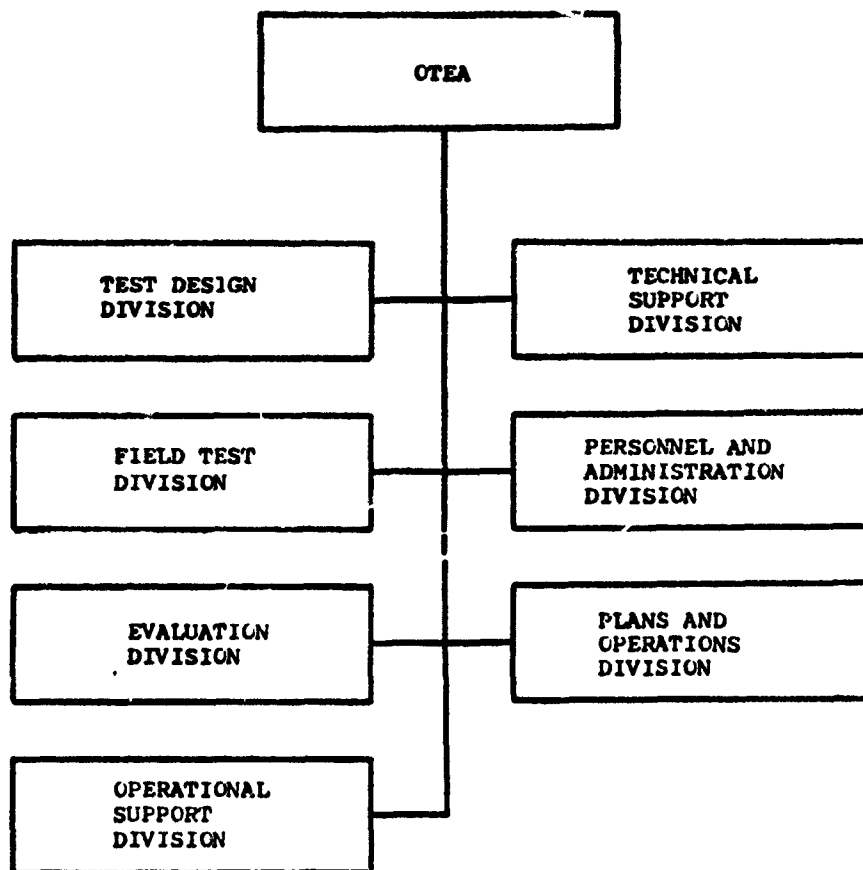 OTEA
TEST DESIGN
DIVISION
TECHNICAL
SUPPORT
DIVISION
FIELD TEST
DIVISION
PERSONNEL AND
ADMINISTRATION
DIVISION
EVALUATION
DIVISION
PLANS AND
OPERATIONS
DIVISION
OPERATIONAL
SUPPORT
DIVISION